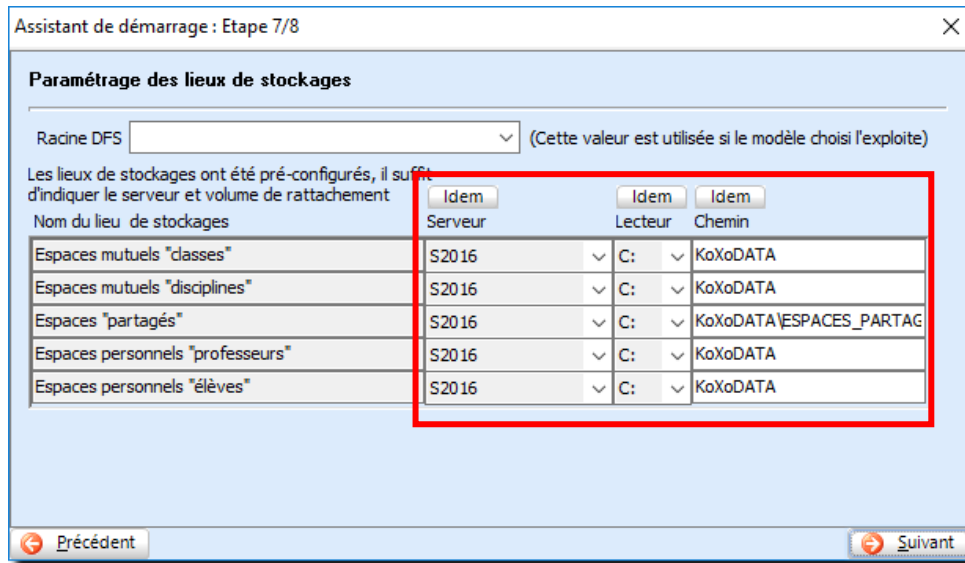 Assistant de démarrage : Etape 7/8
Paramétrage des lieux de stockages
Racine DFS (Cette valeur est utilisée si le modèle choisi l'exploite)
Les lieux de stockages ont été pré-configurés, il suffit
d'indiquer le serveur et volume de rattachement Idem Idem Idem
Nom du lieu de stockages Serveur Lecteur Chemin
Espaces mutuels "classes" S2016 C: KoXoDATA
Espaces mutuels "disciplines" S2016 C: KoXoDATA
Espaces "partagés" S2016 C: KoXoDATA\ESPACES_PARTAG
Espaces personnels "professeurs" S2016 C: KoXoDATA
Espaces personnels "élèves" S2016 C: KoXoDATA
Précédent Suivant